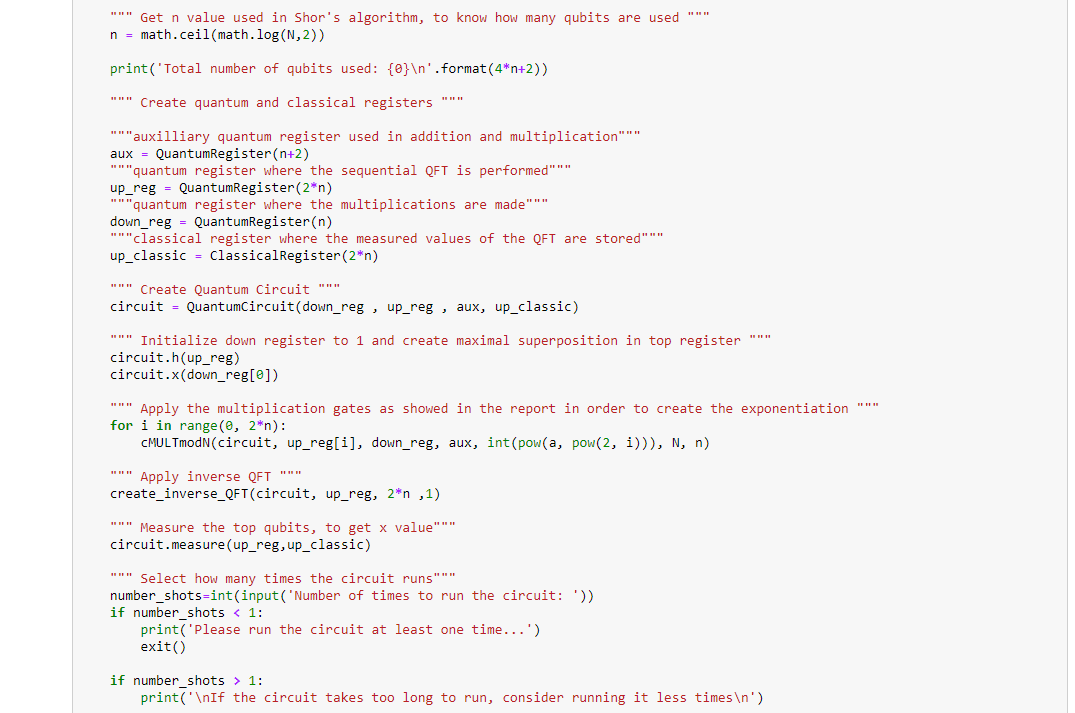 """ Get n value used in Shor's algorithm, to know how many qubits are used """
n = math.ceil(math.log(N,2))
print('Total number of qubits used: {0}\n'.format(4*n+2))
""" Create quantum and classical registers """
"""auxilliary quantum register used in addition and multiplication"""
aux = QuantumRegister(n+2)
"""quantum register where the sequential QFT is performed"""
up_reg = QuantumRegister(2*n)
"""quantum register where the multiplications are made"""
down_reg = QuantumRegister(n)
"""classical register where the measured values of the QFT are stored"""
up_classic = ClassicalRegister(2*n)
""" Create Quantum Circuit """
circuit = QuantumCircuit(down_reg , up_reg , aux, up_classic)
""" Initialize down register to 1 and create maximal superposition in top register """
circuit.h(up_reg)
circuit.x(down_reg[0])
""" Apply the multiplication gates as showed in the report in order to create the exponentiation """
for i in range(0, 2*n):
    cMULTmodN(circuit, up_reg[i], down_reg, aux, int(pow(a, pow(2, i))), N, n)
""" Apply inverse QFT """
create_inverse_QFT(circuit, up_reg, 2*n ,1)
""" Measure the top qubits, to get x value"""
circuit.measure(up_reg,up_classic)
""" Select how many times the circuit runs"""
number_shots=int(input('Number of times to run the circuit: '))
if number_shots < 1:
    print('Please run the circuit at least one time...')
    exit()
if number_shots > 1:
    print('\nIf the circuit takes too long to run, consider running it less times\n')